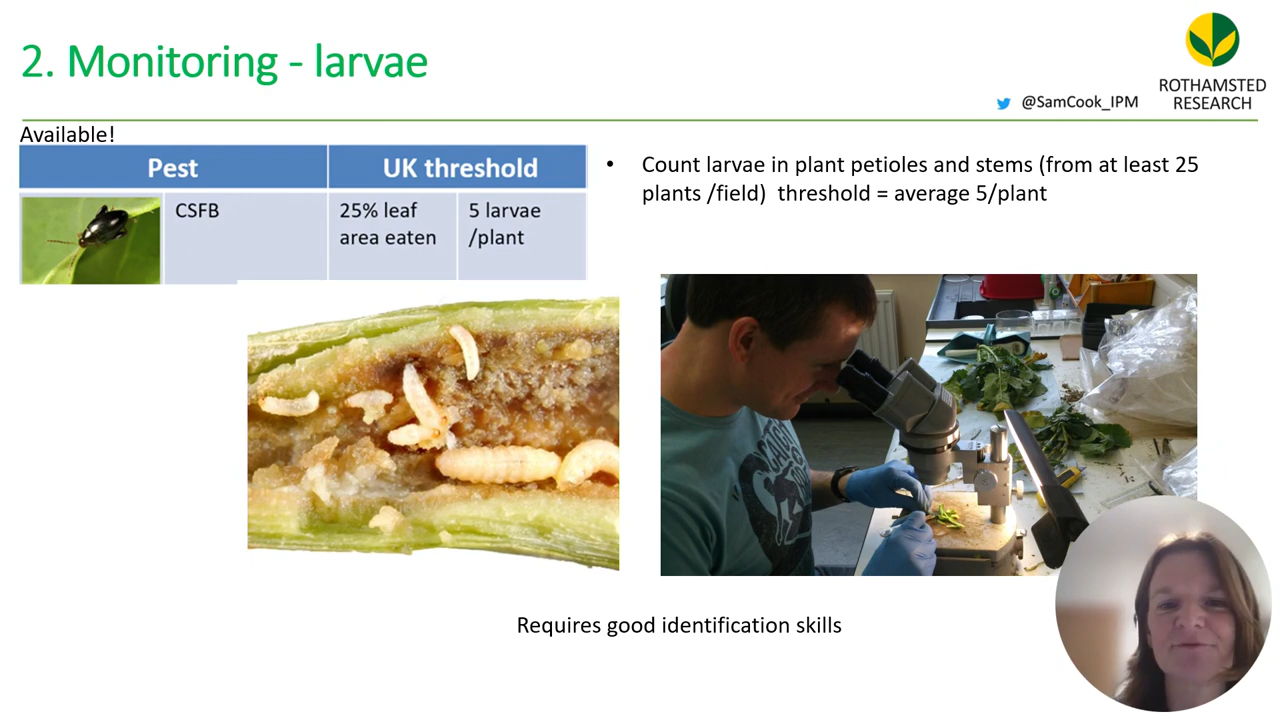 2. Monitoring - larvae
@SamCook_IPM
ROTHAMSTED
RESEARCH
Available!
Pest
UK threshold
CSFB
25% leaf
area eaten
5 larvae
/plant
• Count larvae in plant petioles and stems (from at least 25
plants /field) threshold = average 5/plant
Requires good identification skills